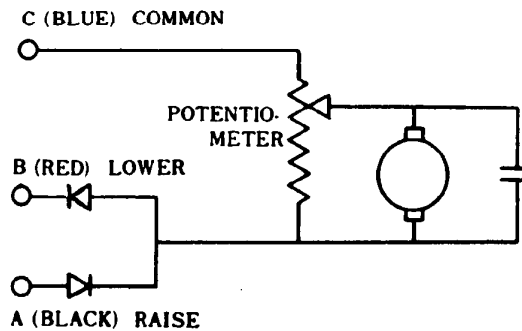 C (BLUE) COMMON
POTENTIO-
METER
B (RED) LOWER
A (BLACK) RAISE